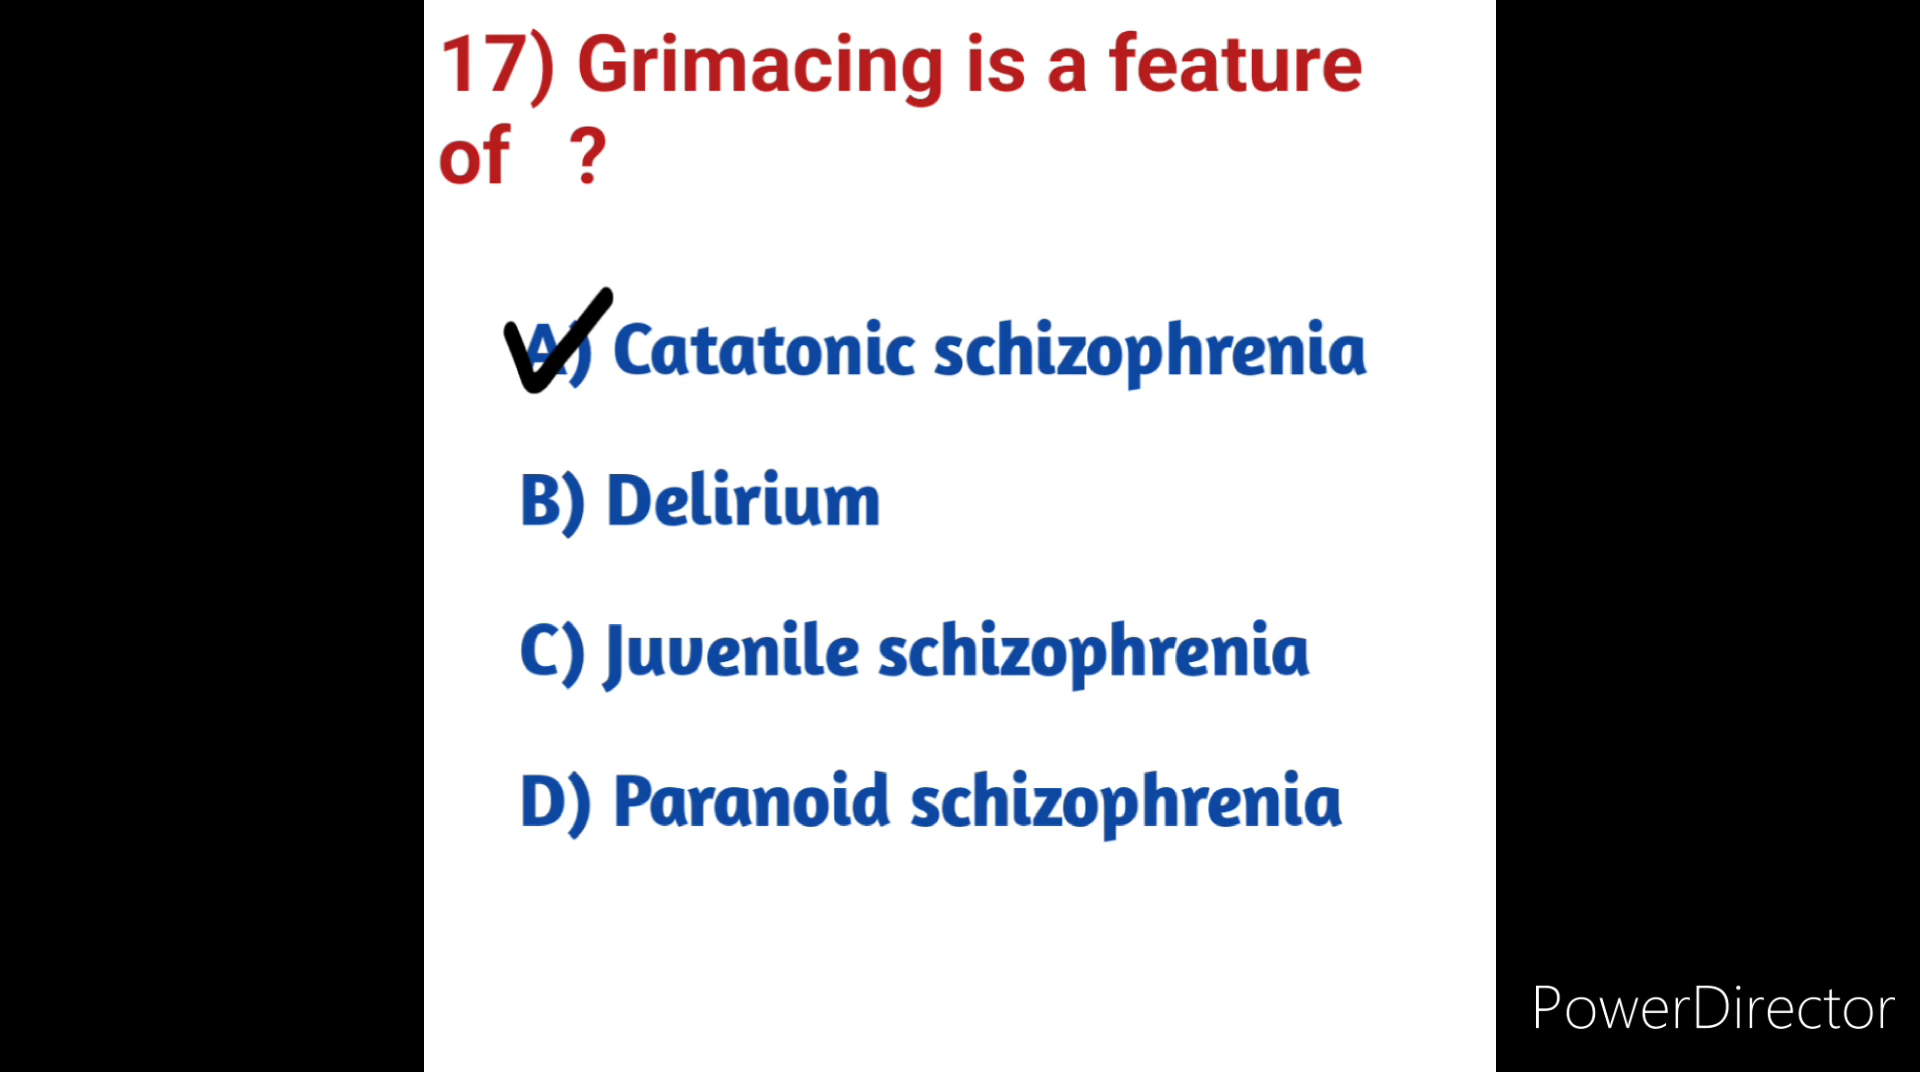 17) Grimacing is a feature
of ?
A) Catatonic schizophrenia
B) Delirium
C) Juvenile schizophrenia
D) Paranoid schizophrenia
PowerDirector